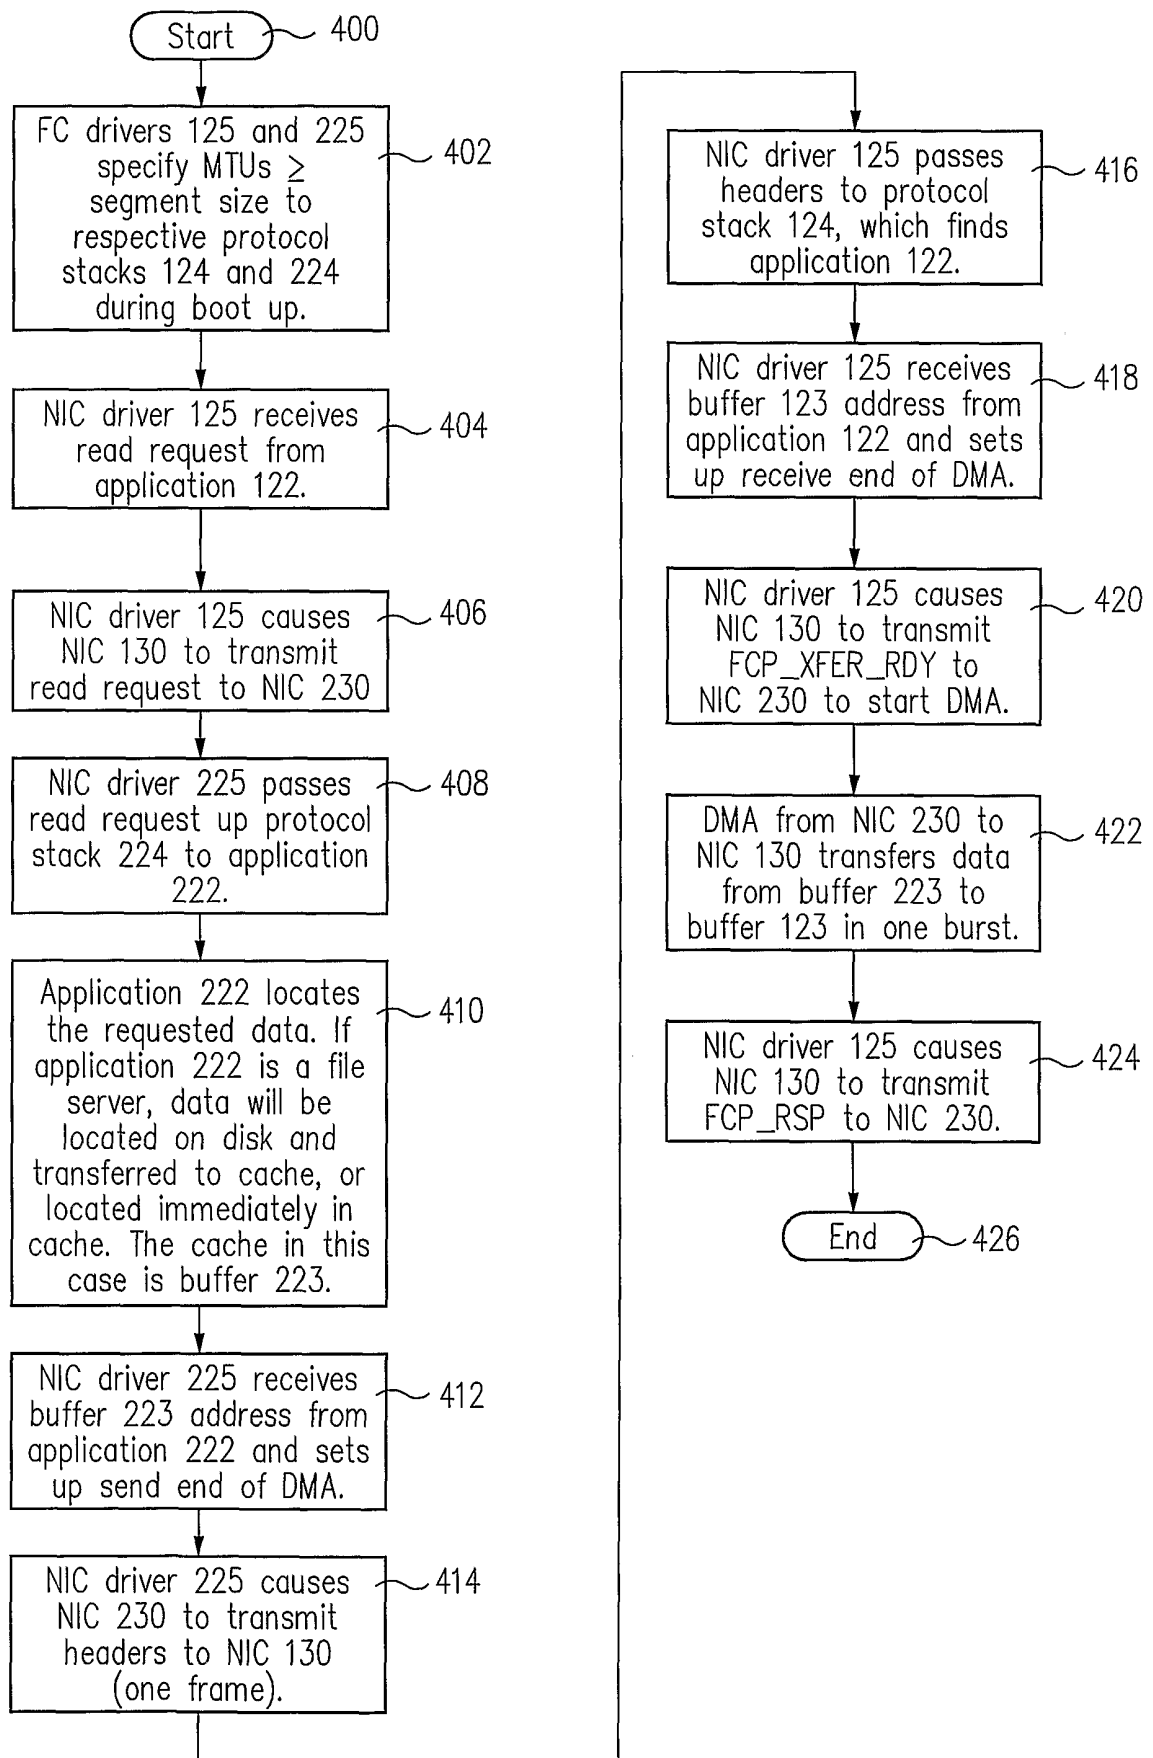 Start
400
FC drivers 125 and 225
specify MTUs ≥
segment size to
respective protocol
stacks 124 and 224
during boot up.
402
NIC driver 125 receives
read request from
application 122.
404
NIC driver 125 causes
NIC 130 to transmit
read request to NIC 230
406
NIC driver 225 passes
read request up protocol
stack 224 to application
222.
408
Application 222 locates
the requested data. If
application 222 is a file
server, data will be
located on disk and
transferred to cache, or
located immediately in
cache. The cache in this
case is buffer 223.
410
NIC driver 225 receives
buffer 223 address from
application 222 and sets
up send end of DMA.
412
NIC driver 225 causes
NIC 230 to transmit
headers to NIC 130
(one frame).
414
NIC driver 125 passes
headers to protocol
stack 124, which finds
application 122.
416
NIC driver 125 receives
buffer 123 address from
application 122 and sets
up receive end of DMA.
418
NIC driver 125 causes
NIC 130 to transmit
FCP_XFER_RDY to
NIC 230 to start DMA.
420
DMA from NIC 230 to
NIC 130 transfers data
from buffer 223 to
buffer 123 in one burst.
422
NIC driver 125 causes
NIC 130 to transmit
FCP_RSP to NIC 230.
424
End
426